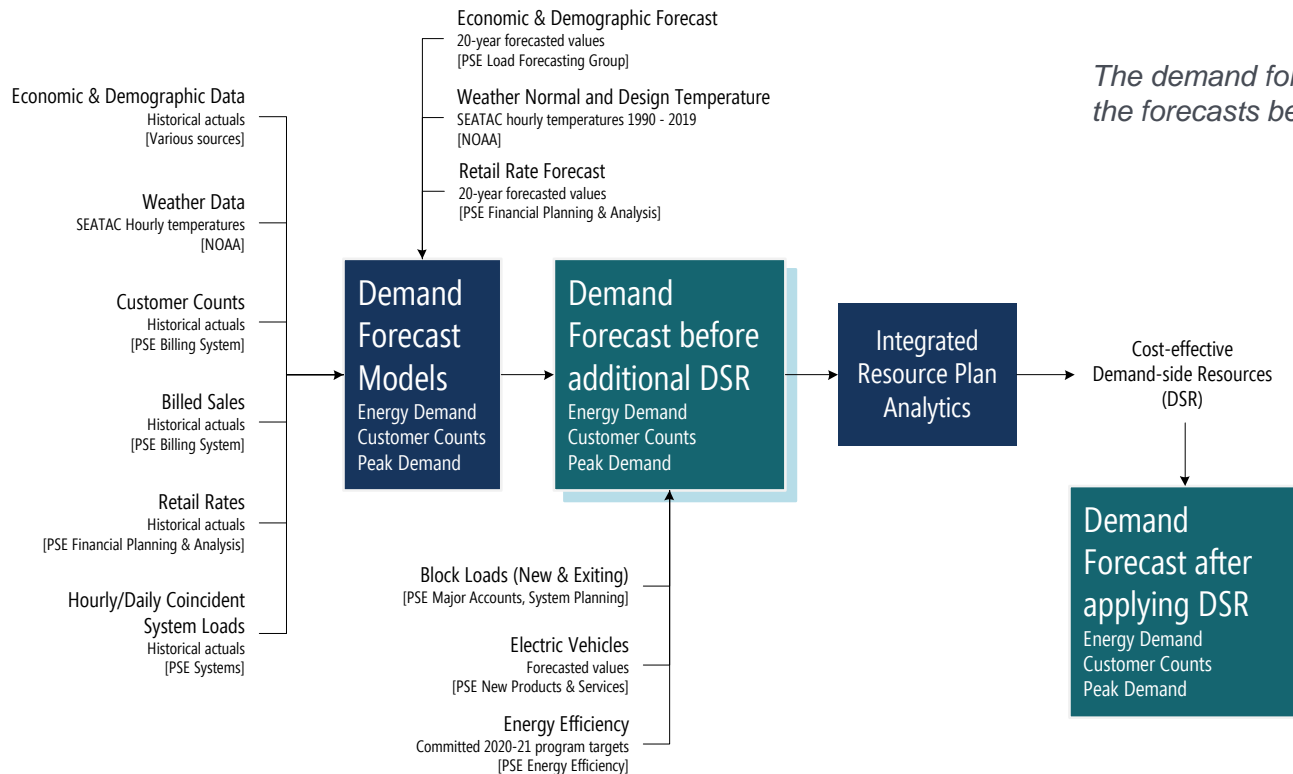 Economic & Demographic Forecast
20-year forecasted values
[PSE Load Forecasting Group]
Weather Normal and Design Temperature
SEATAC hourly temperatures 1990 - 2019
[NOAA]
Retail Rate Forecast
20-year forecasted values
[PSE Financial Planning & Analysis]
The demand for
the forecasts be
Economic & Demographic Data
Historical actuals
[Various sources]
Weather Data
SEATAC Hourly temperatures
[NOAA]
Customer Counts
Historical actuals
[PSE Billing System]
Billed Sales
Historical actuals
[PSE Billing System]
Retail Rates
Historical actuals
[PSE Financial Planning & Analysis]
Hourly/Daily Coincident
System Loads
Historical actuals
[PSE Systems]
Demand
Forecast
Models
Energy Demand
Customer Counts
Peak Demand
Demand
Forecast before
additional DSR
Energy Demand
Customer Counts
Peak Demand
Block Loads (New & Exiting)
[PSE Major Accounts, System Planning]
Electric Vehicles
Forecasted values
[PSE New Products & Services]
Energy Efficiency
Committed 2020-21 program targets
[PSE Energy Efficiency]
Integrated
Resource Plan
Analytics
Cost-effective
Demand-side Resources
(DSR)
Demand
Forecast after
applying DSR
Energy Demand
Customer Counts
Peak Demand